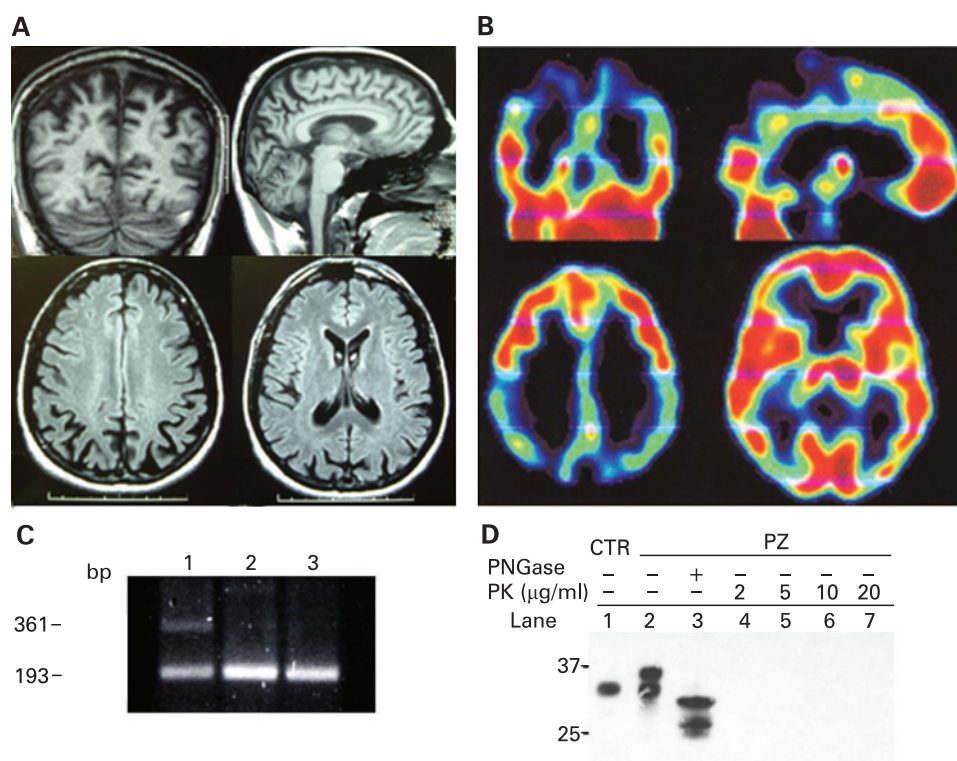 A
B
C
1 2 3
bp
361–
193–
D
CTR PZ
PNGase – – + – – – –
PK (μg/ml) – – – 2 5 10 20
Lane 1 2 3 4 5 6 7
37-
25-